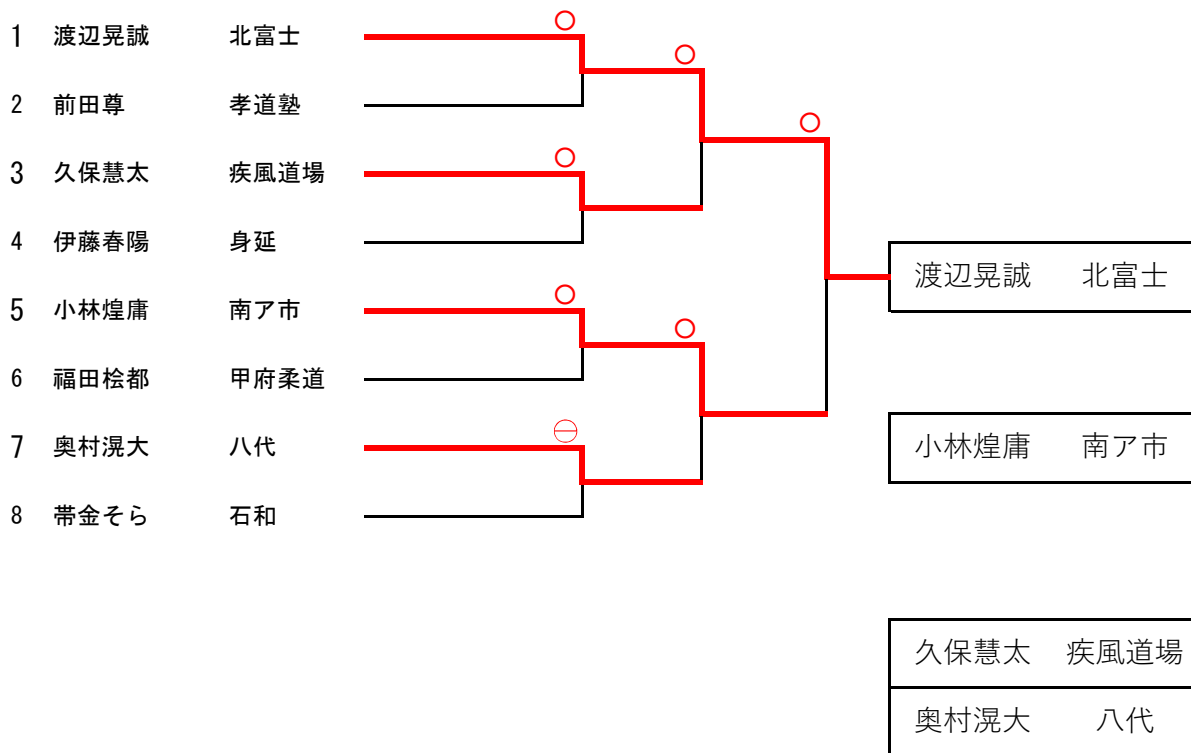 1 渡辺晃誠 北富士
2 前田尊 孝道塾
3 久保慧太 疾風道場
4 伊藤春陽 身延
5 小林煌庸 南ア市
6 福田桧都 甲府柔道
7 奥村滉大 八代
8 帯金そら 石和
渡辺晃誠 北富士
小林煌庸 南ア市
久保慧太 疾風道場
奥村滉大 八代